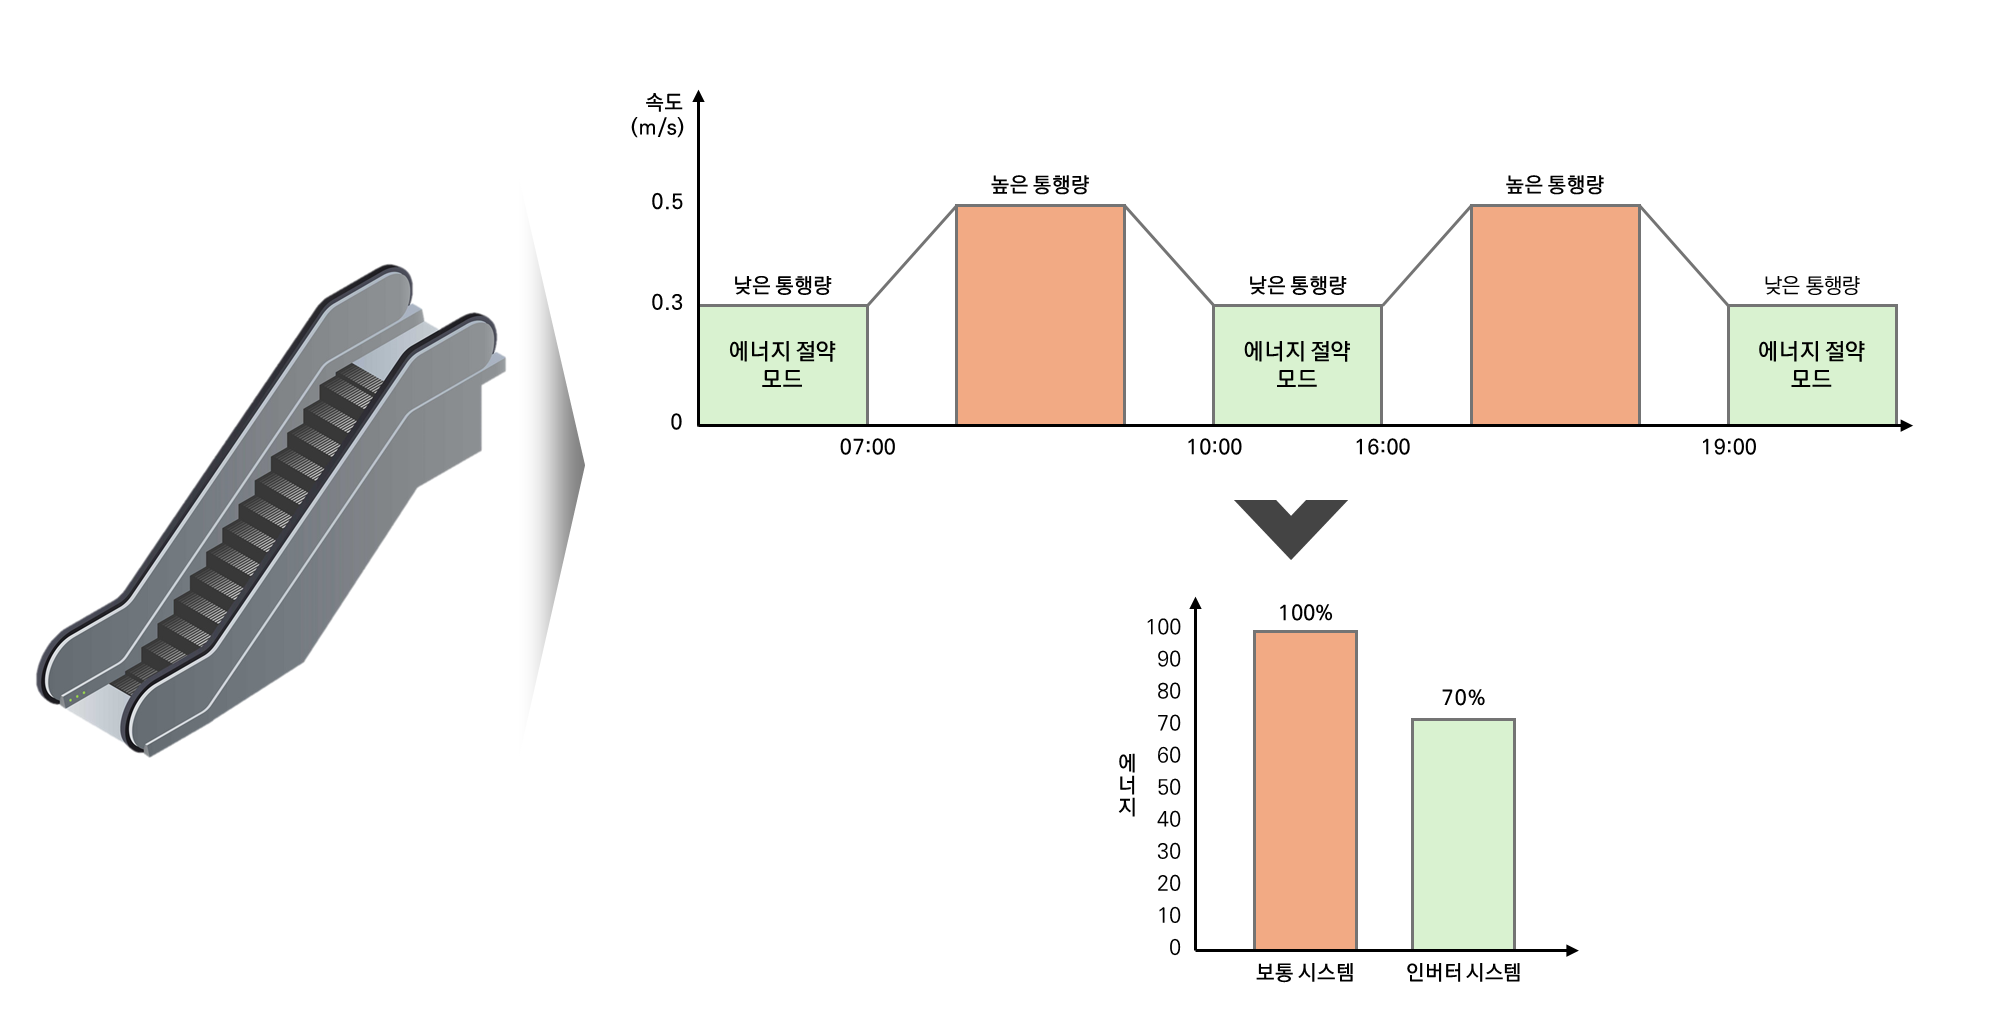 속도
(m/s)
0.5
0.3
0
높은 통행량
높은 통행량
낮은 통행량
낮은 통행량
낮은 통행량
에너지 절약
모드
에너지 절약
모드
에너지 절약
모드
07:00
10:00
16:00
19:00
에너지
100
90
80
70
60
50
40
30
20
10
0
100%
70%
보통 시스템
인버터 시스템